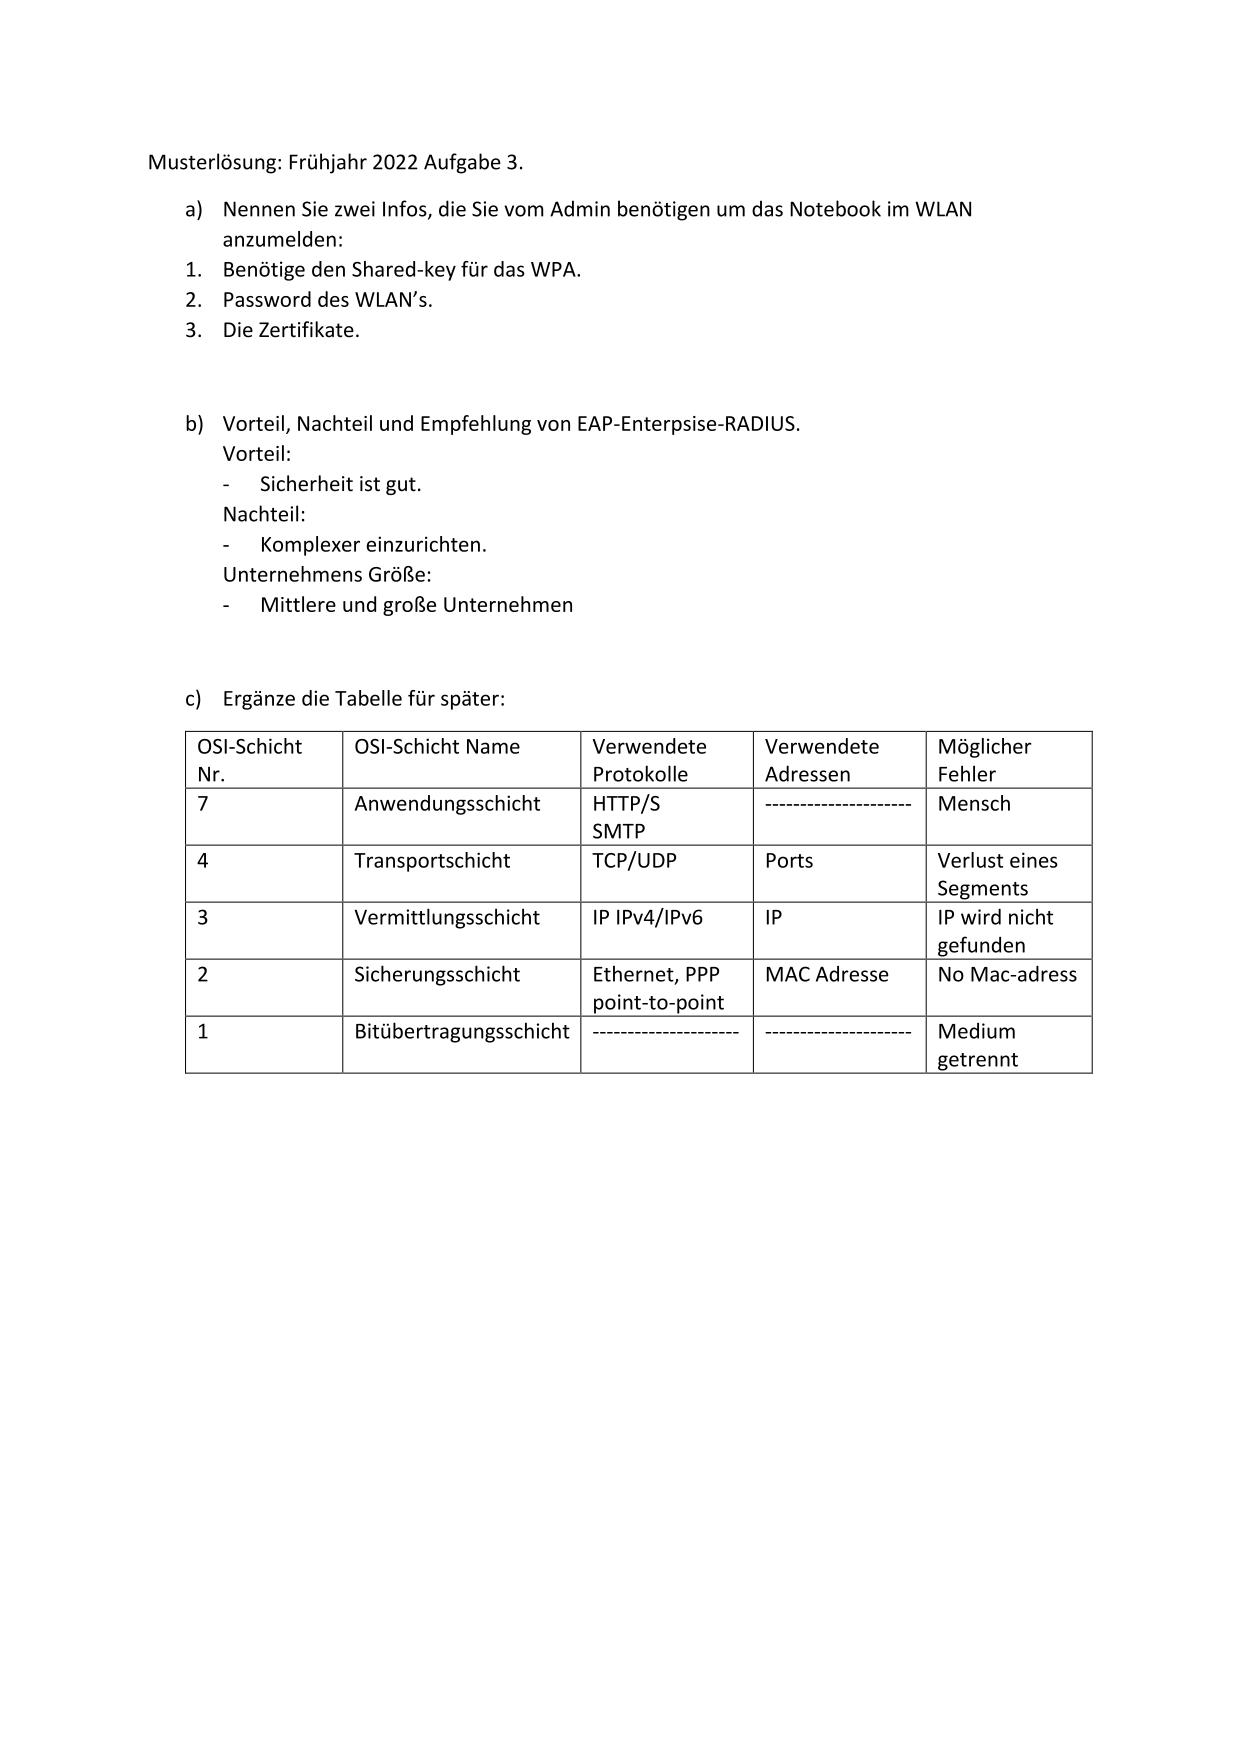 Musterlösung: Frühjahr 2022 Aufgabe 3.
a) Nennen Sie zwei Infos, die Sie vom Admin benötigen um das Notebook im WLAN
anzumelden:
1. Benötige den Shared-key für das WPA.
2. Password des WLAN’s.
3. Die Zertifikate.
b) Vorteil, Nachteil und Empfehlung von EAP-Enterpsise-RADIUS.
Vorteil:
- Sicherheit ist gut.
Nachteil:
- Komplexer einzurichten.
Unternehmens Größe:
- Mittlere und große Unternehmen
c) Ergänze die Tabelle für später:
OSI-Schicht OSI-Schicht Name Verwendete Verwendete Möglicher
Nr. Protokolle Adressen Fehler
7 Anwendungsschicht HTTP/S --------------------- Mensch
SMTP
4 Transportschicht TCP/UDP Ports Verlust eines
Segments
3 Vermittlungsschicht IP IPv4/IPv6 IP IP wird nicht
gefunden
2 Sicherungsschicht Ethernet, PPP MAC Adresse No Mac-adress
point-to-point
1 Bitübertragungsschicht --------------------- --------------------- Medium
getrennt